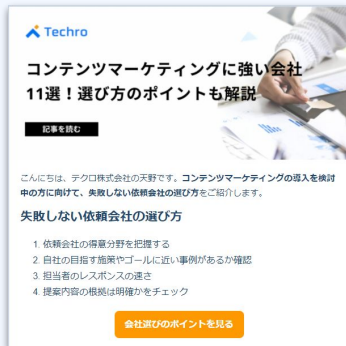 Techro
コンテンツマーケティングに強い会社
11選！選び方のポイントも解説
記事を読む
こんにちは、テクロ株式会社の天野です。コンテンツマーケティングの導入を検討
中の方に向けて、失敗しない依頼会社の選び方をご紹介します。
失敗しない依頼会社の選び方
1. 依頼会社の得意分野を把握する
2. 自社の目指す施策やゴールに近い事例があるか確認
3. 担当者のレスポンスの速さ
4. 提案内容の根拠は明確かをチェック
会社選びのポイントを見る